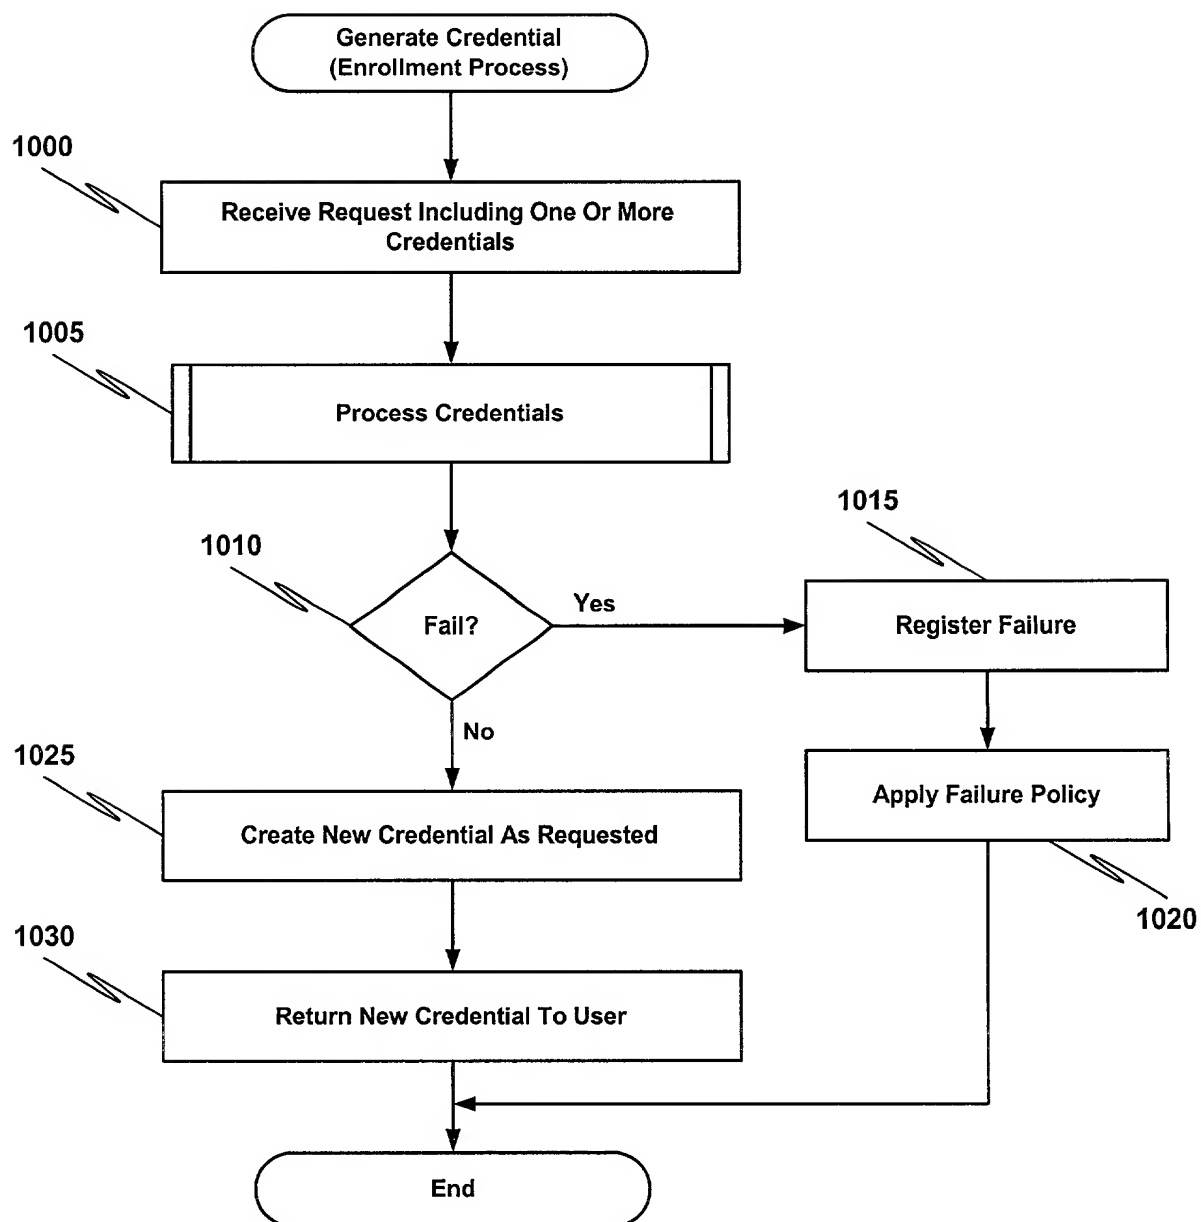 Generate Credential
(Enrollment Process)
1000
Receive Request Including One Or More
Credentials
1005
Process Credentials
1010
Fail?
Yes
1015
Register Failure
No
1025
Create New Credential As Requested
Apply Failure Policy
1020
1030
Return New Credential To User
End